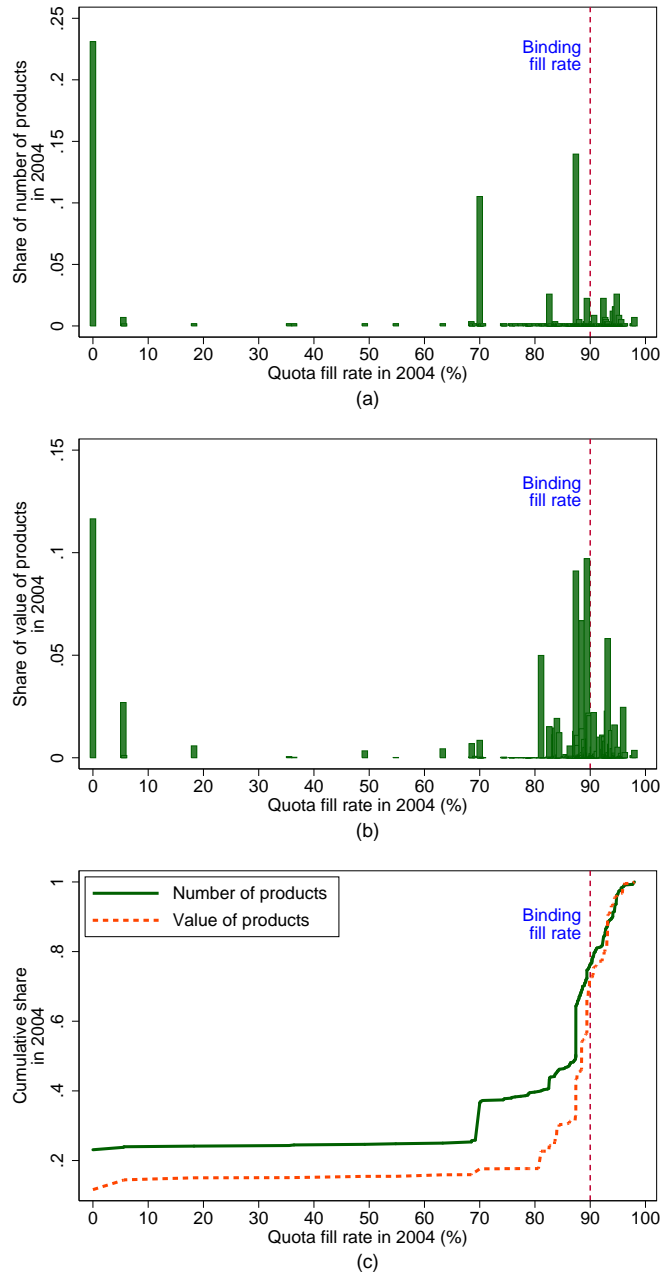 .25
.2
.15
.1
.05
0
Share of number of products
in 2004
Binding
fill rate
0 10 20 30 40 50 60 70 80 90 100
Quota fill rate in 2004 (%)
(a)
.15
.1
.05
0
Share of value of products
in 2004
Binding
fill rate
0 10 20 30 40 50 60 70 80 90 100
Quota fill rate in 2004 (%)
(b)
1
.8
.6
.4
.2
Cumulative share
in 2004
Number of products
Value of products
Binding
fill rate
0 10 20 30 40 50 60 70 80 90 100
Quota fill rate in 2004 (%)
(c)